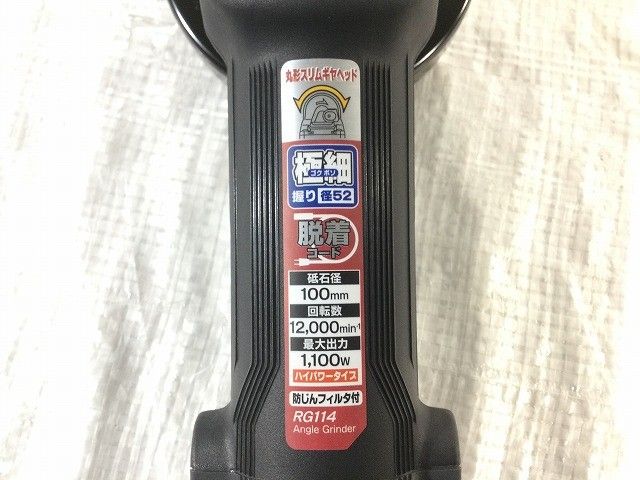 丸形スリムギヤヘッド
極細
ゴクボソ
握り 径52
脱着
コード
砥石径
100mm
回転数
12,000min⁻¹
最大出力
1,100W
ハイパワータイプ
防じんフィルタ付
RG114
Angle Grinder